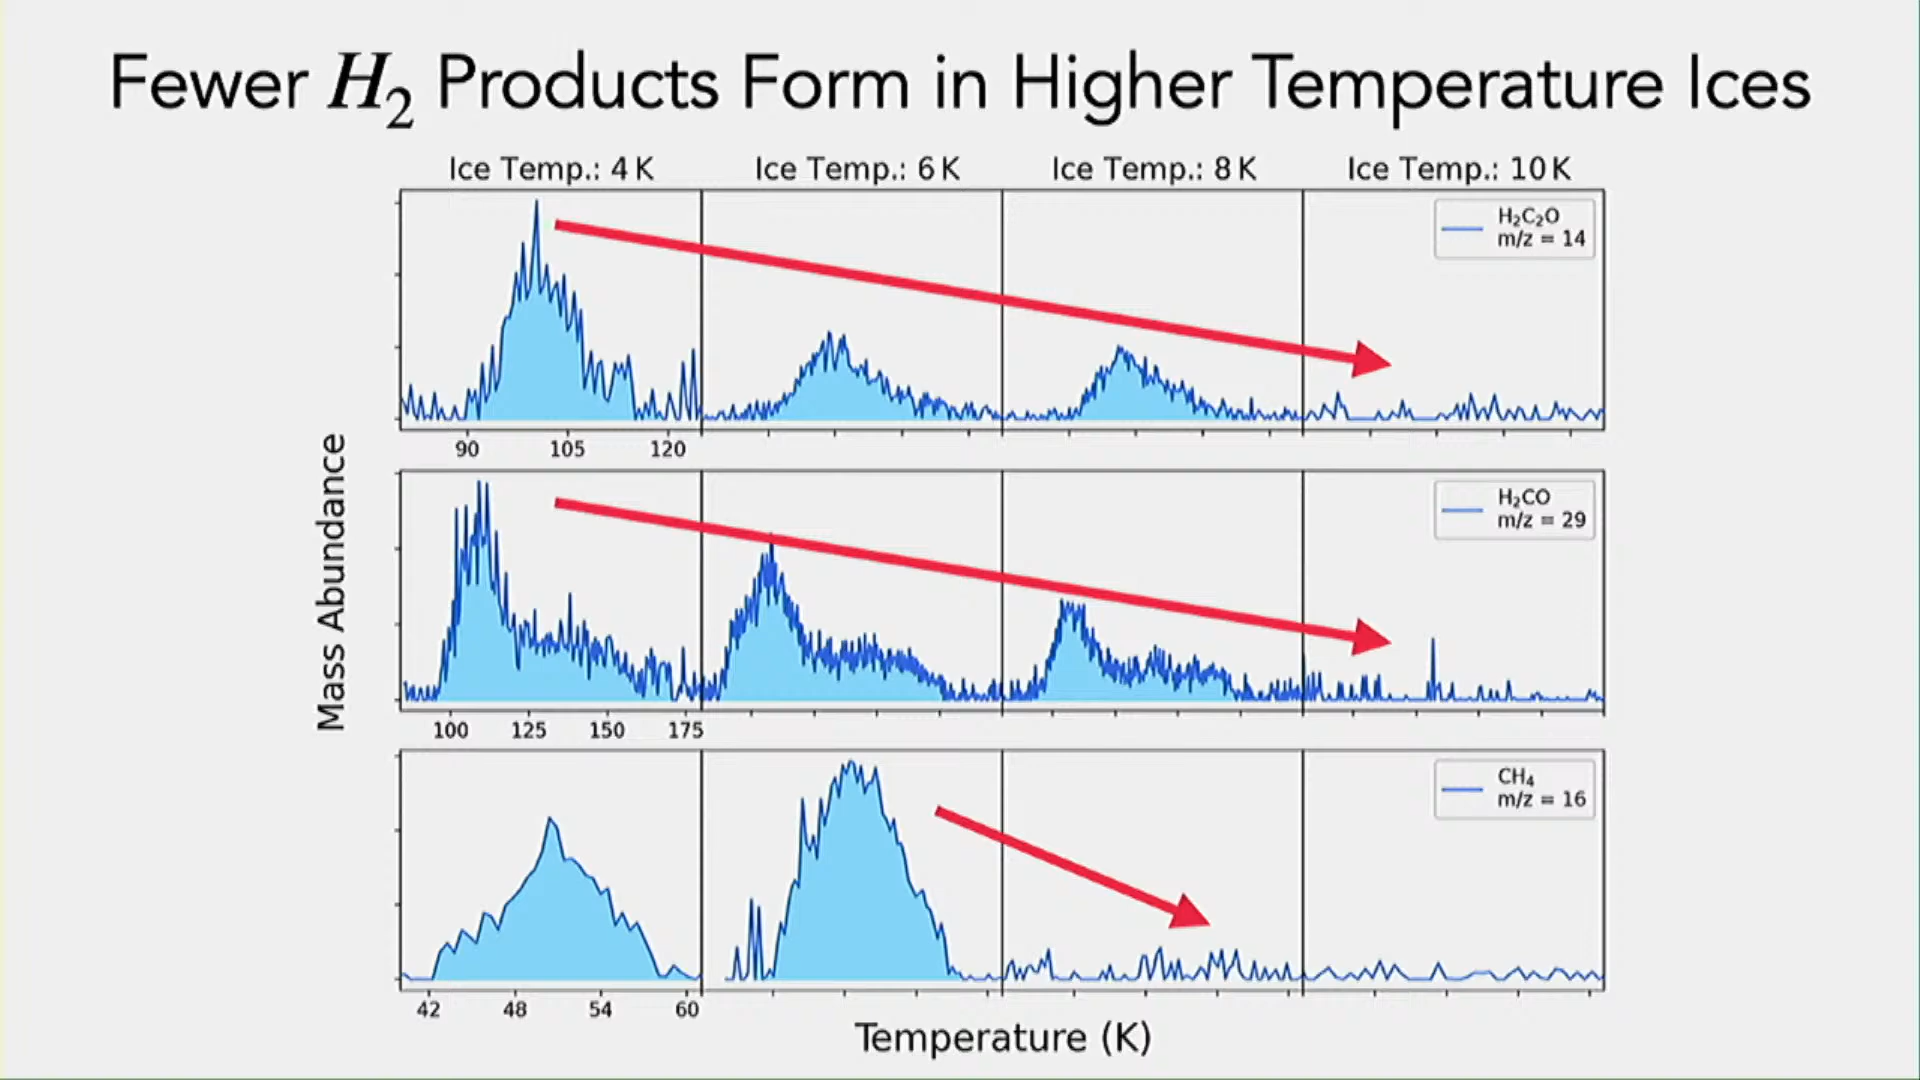 Fewer H₂ Products Form in Higher Temperature Ices
Ice Temp.: 4 K
Ice Temp.: 6 K
Ice Temp.: 8 K
Ice Temp.: 10 K
H₂C₂O
m/z = 14
90 105 120
Mass Abundance
H₂CO
m/z = 29
100 125 150 175
CH₄
m/z = 16
42 48 54 60
Temperature (K)